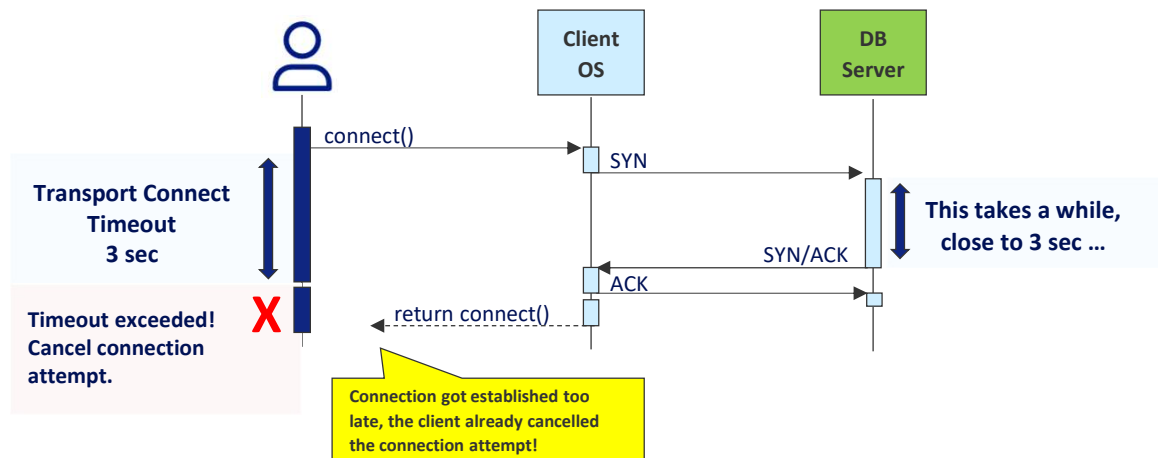 Client
OS
DB
Server
connect()
SYN
Transport Connect
Timeout
3 sec
This takes a while,
close to 3 sec …
SYN/ACK
ACK
return connect()
X
Timeout exceeded!
Cancel connection
attempt.
Connection got established too
late, the client already cancelled
the connection attempt!